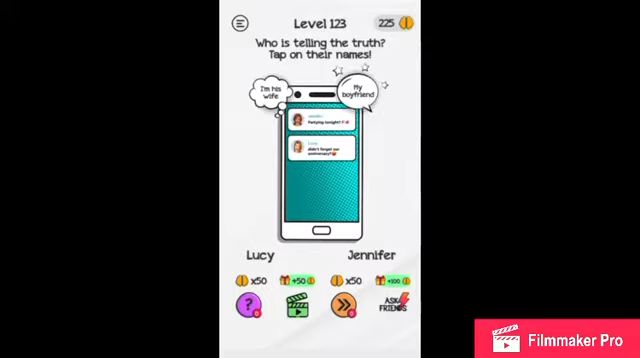 Level 123
225
Who is telling the truth?
Tap on their names!
I'm his
wife
My
boyfriend
Partying tonight?
didn't forget our
anniversary?
Lucy
Jennifer
x50
+50
x50
+100
?
ASK
FRIENDS
Filmmaker Pro